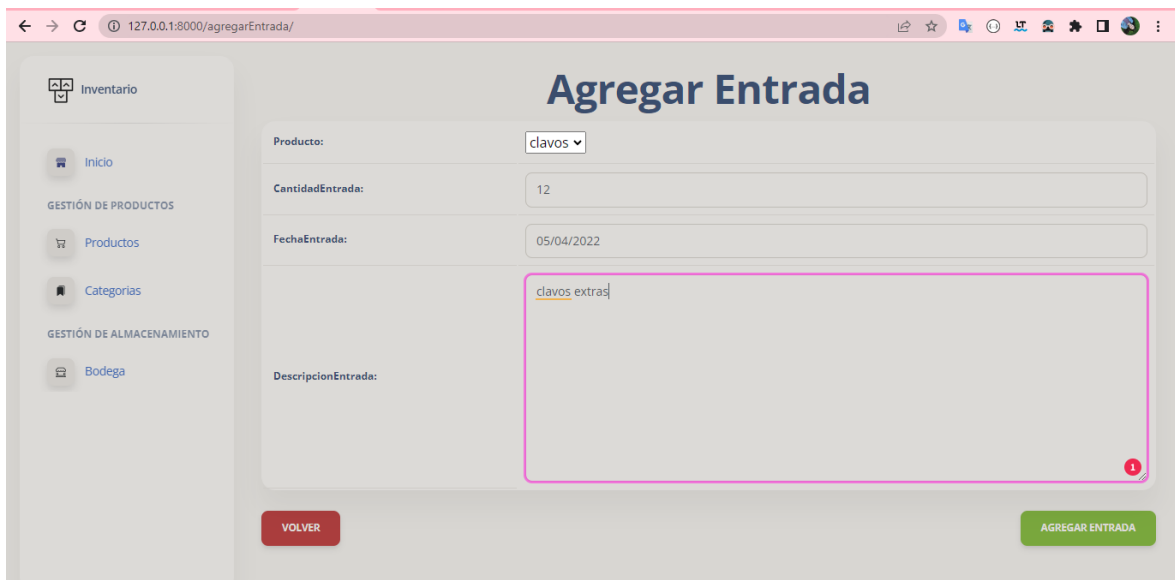 127.0.0.1:8000/agregarEntrada/
Inventario
Inicio
GESTIÓN DE PRODUCTOS
Productos
Categorias
GESTIÓN DE ALMACENAMIENTO
Bodega
Agregar Entrada
Producto: clavos
CantidadEntrada: 12
FechaEntrada: 05/04/2022
DescripcionEntrada: clavos extras
1
VOLVER
AGREGAR ENTRADA